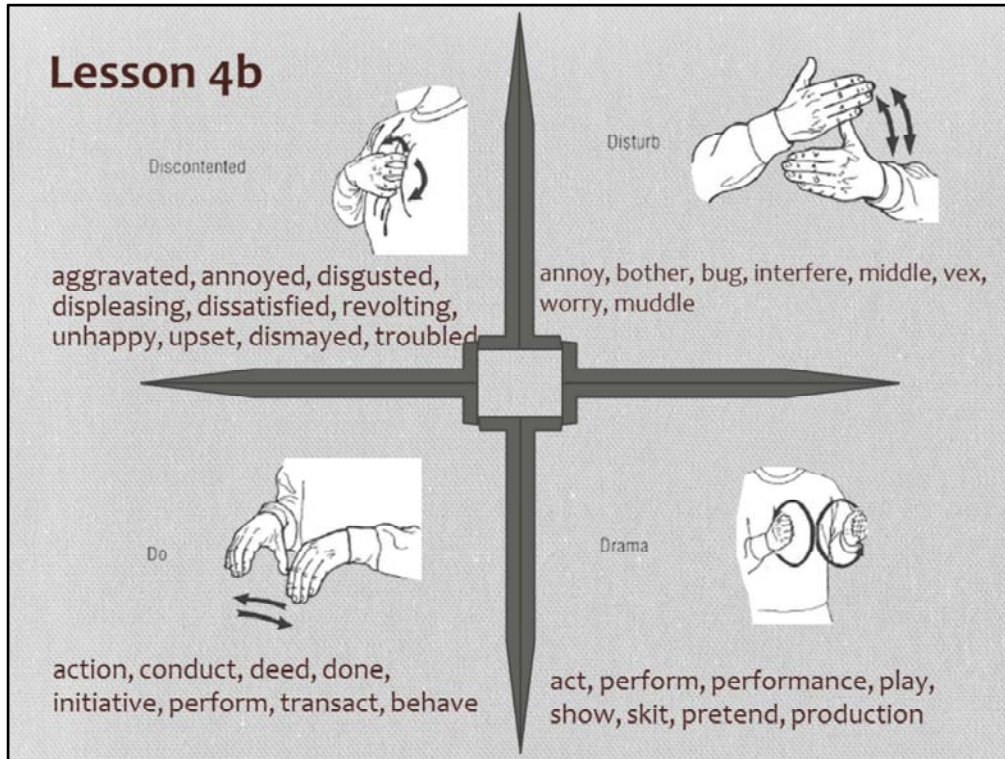 Lesson 4b
Discontented
aggravated, annoyed, disgusted,
displeasing, dissatisfied, revolting,
unhappy, upset, dismayed, troubled
Disturb
annoy, bother, bug, interfere, middle, vex,
worry, muddle
Do
action, conduct, deed, done,
initiative, perform, transact, behave
Drama
act, perform, performance, play,
show, skit, pretend, production